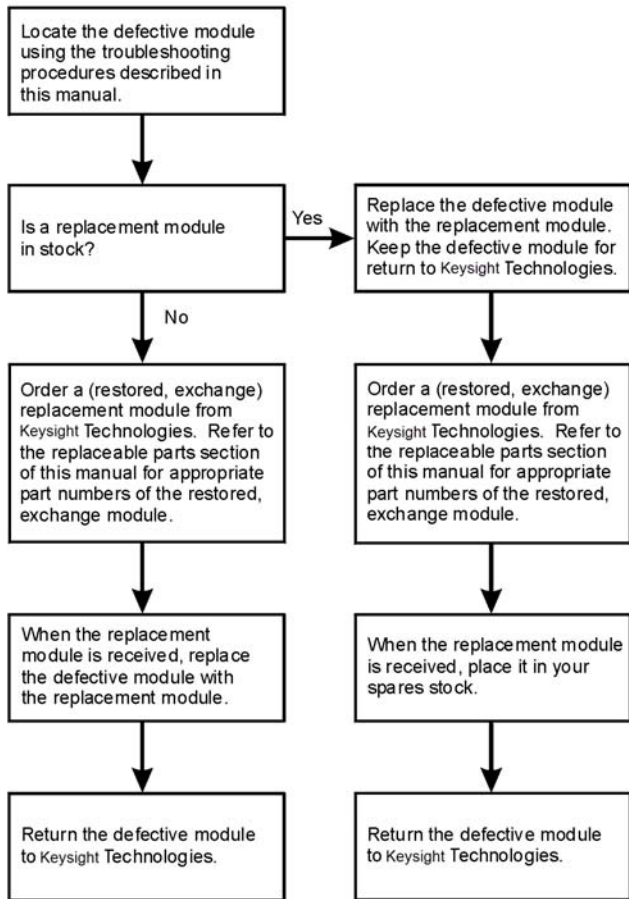 Locate the defective module
using the troubleshooting
procedures described in
this manual.
Is a replacement module
in stock?
Yes
No
Replace the defective module
with the replacement module.
Keep the defective module for
return to Keysight Technologies.
Order a (restored, exchange)
replacement module from
Keysight Technologies. Refer to
the replaceable parts section
of this manual for appropriate
part numbers of the restored,
exchange module.
When the replacement
module is received, replace
the defective module with
the replacement module.
Return the defective module
to Keysight Technologies.
Order a (restored, exchange)
replacement module from
Keysight Technologies. Refer to
the replaceable parts section
of this manual for appropriate
part numbers of the restored,
exchange module.
When the replacement module
is received, place it in your
spares stock.
Return the defective module
to Keysight Technologies.